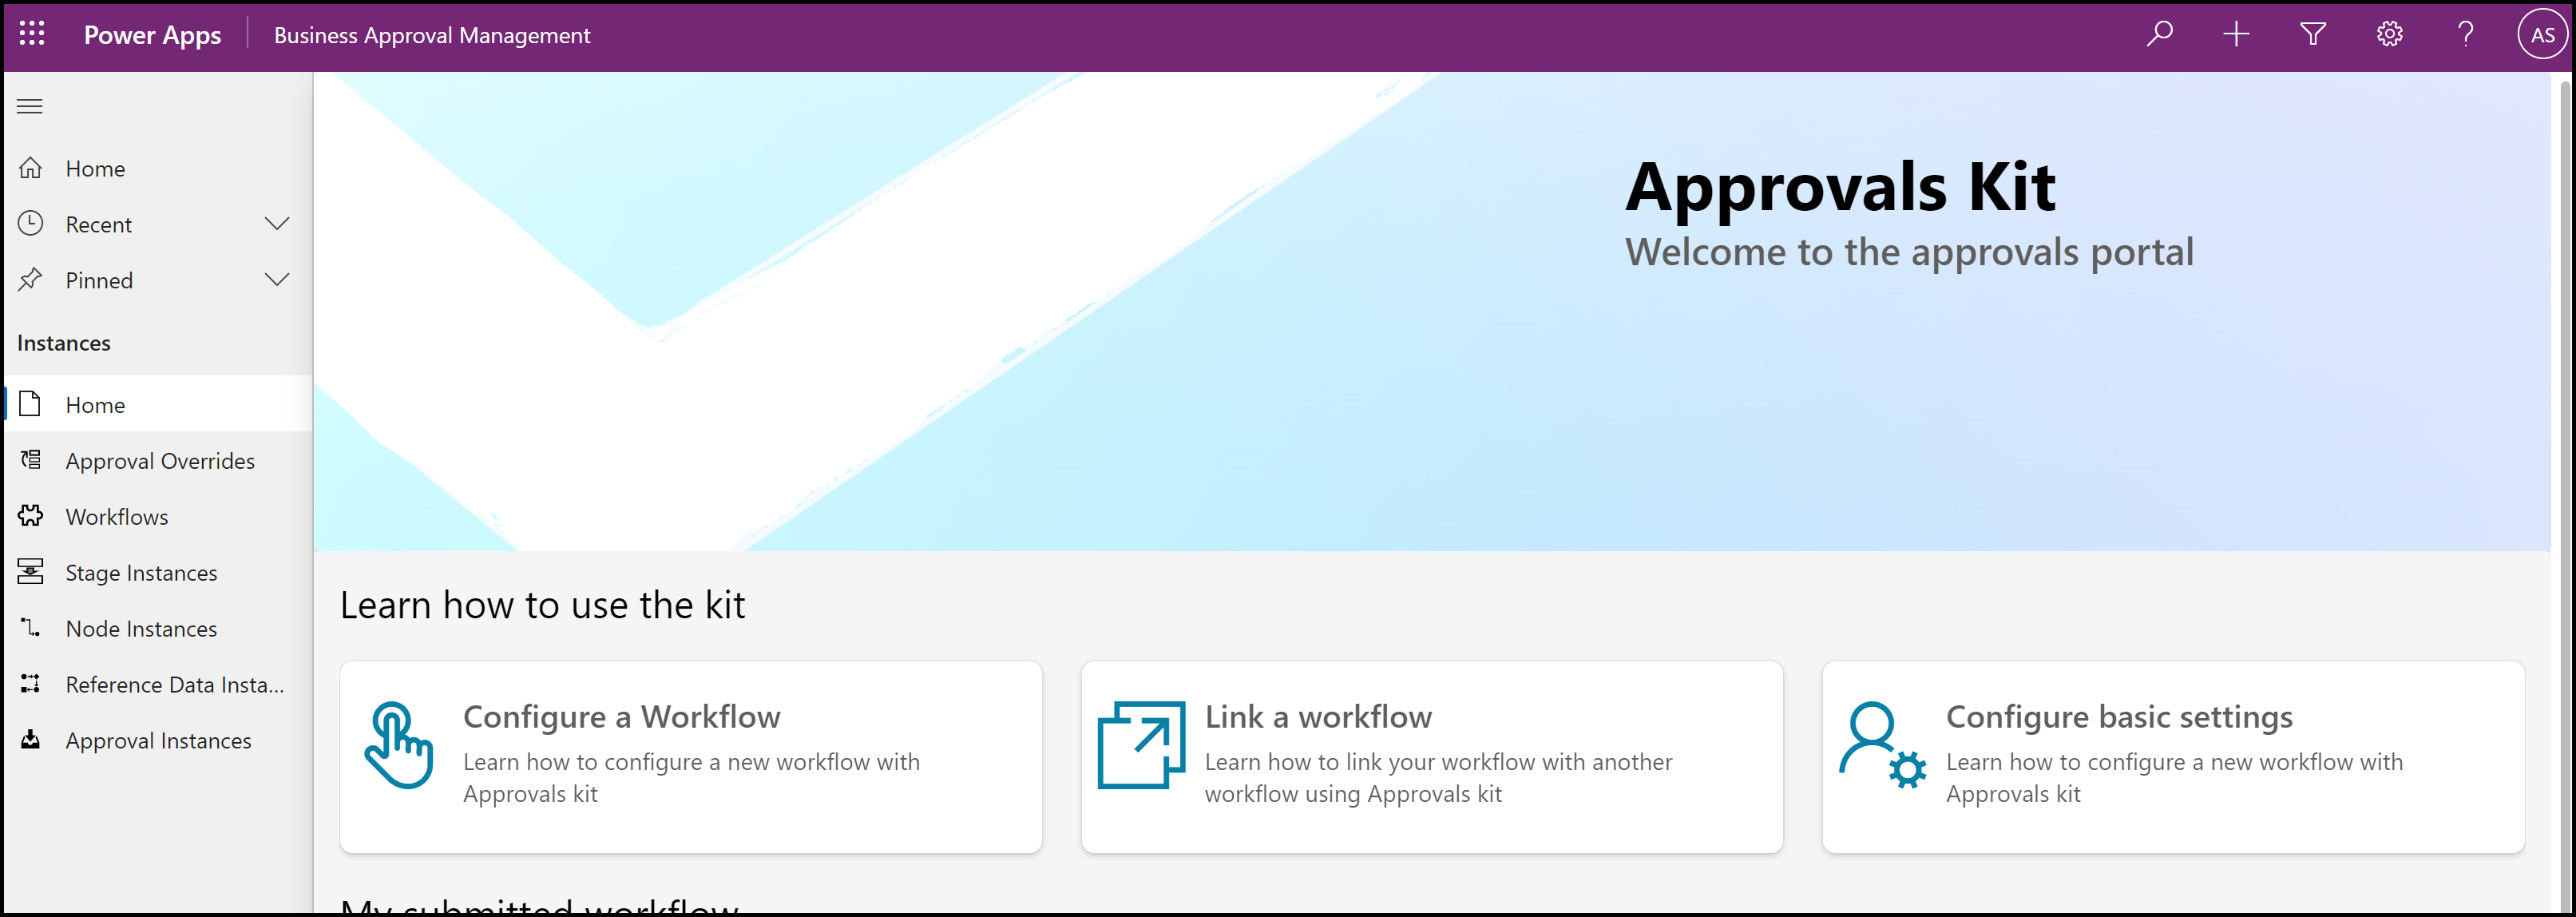 Power Apps
Business Approval Management
AS
Home
Recent
Pinned
Instances
Home
Approval Overrides
Workflows
Stage Instances
Node Instances
Reference Data Insta...
Approval Instances
Approvals Kit
Welcome to the approvals portal
Learn how to use the kit
Configure a Workflow
Learn how to configure a new workflow with
Approvals kit
Link a workflow
Learn how to link your workflow with another
workflow using Approvals kit
Configure basic settings
Learn how to configure a new workflow with
Approvals kit
My submitted workflow